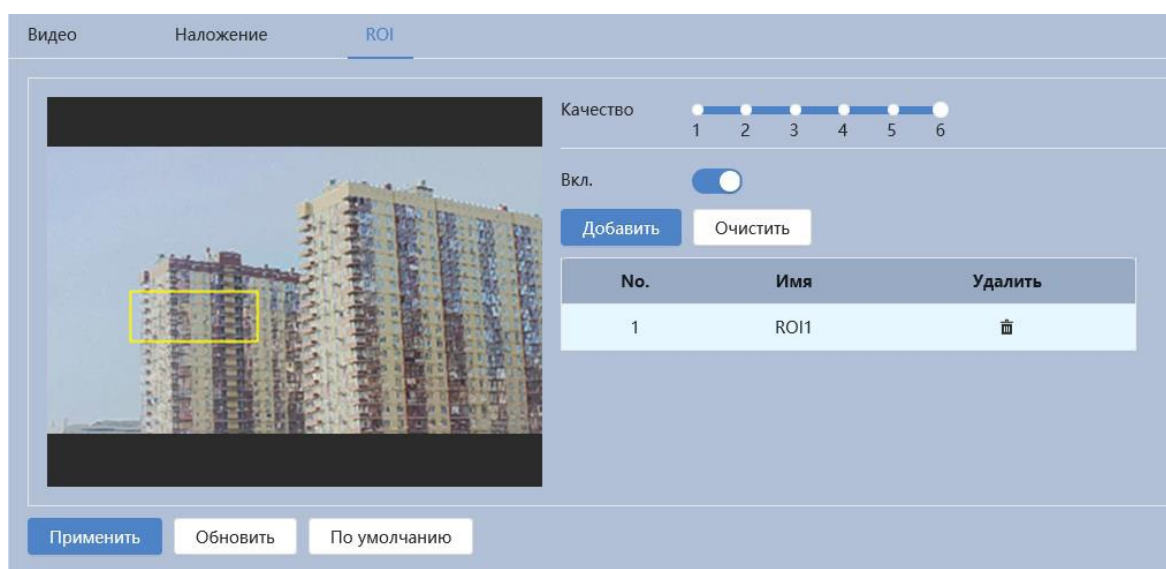 Видео Наложение ROI
Качество
1 2 3 4 5 6
Вкл.
Добавить Очистить
No. Имя Удалить
1 ROI1
Применить Обновить По умолчанию